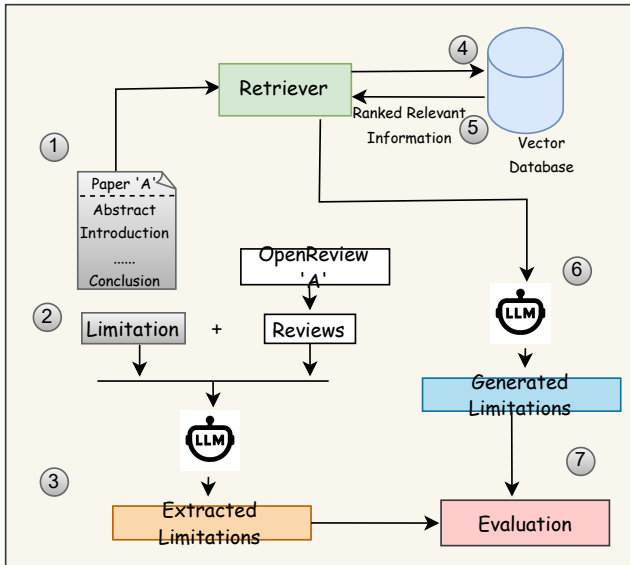 4
Retriever
Ranked Relevant
Information
5
Vector
Database
1
Paper 'A'
Abstract
Introduction
......
Conclusion
OpenReview
'A'
6
2
Limitation
+
Reviews
LLM
Generated
Limitations
LLM
7
3
Extracted
Limitations
Evaluation